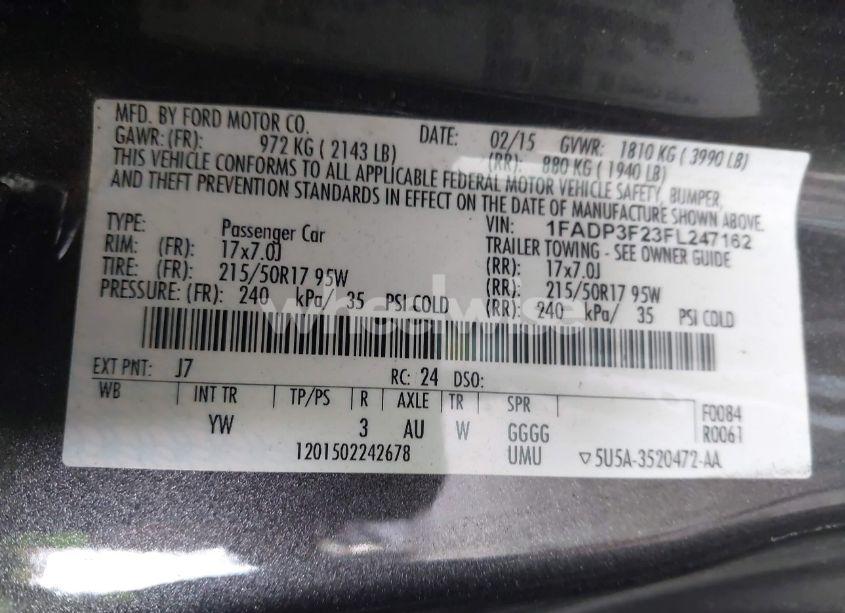 MFD. BY FORD MOTOR CO.
DATE: 02/15 GVWR: 1810 KG ( 3990 LB)
GAWR: (FR): 972 KG ( 2143 LB) (RR): 880 KG ( 1940 LB)
THIS VEHICLE CONFORMS TO ALL APPLICABLE FEDERAL MOTOR VEHICLE SAFETY, BUMPER,
AND THEFT PREVENTION STANDARDS IN EFFECT ON THE DATE OF MANUFACTURE SHOWN ABOVE.
VIN: 1FADP3F23FL247162
TYPE: Passenger Car TRAILER TOWING - SEE OWNER GUIDE
RIM: (FR): 17x7.0J (RR): 17x7.0J
TIRE: (FR): 215/50R17 95W (RR): 215/50R17 95W
PRESSURE: (FR): 240 kPa/ 35 PSI COLD (RR): 240 kPa/ 35 PSI COLD
wheelwise
EXT PNT: J7 RC: 24 DSO:
WB INT TR TP/PS R AXLE TR SPR F0084
YW 3 AU W GGGG R0061
1201502242678 UMU ▽5U5A-3520472-AA